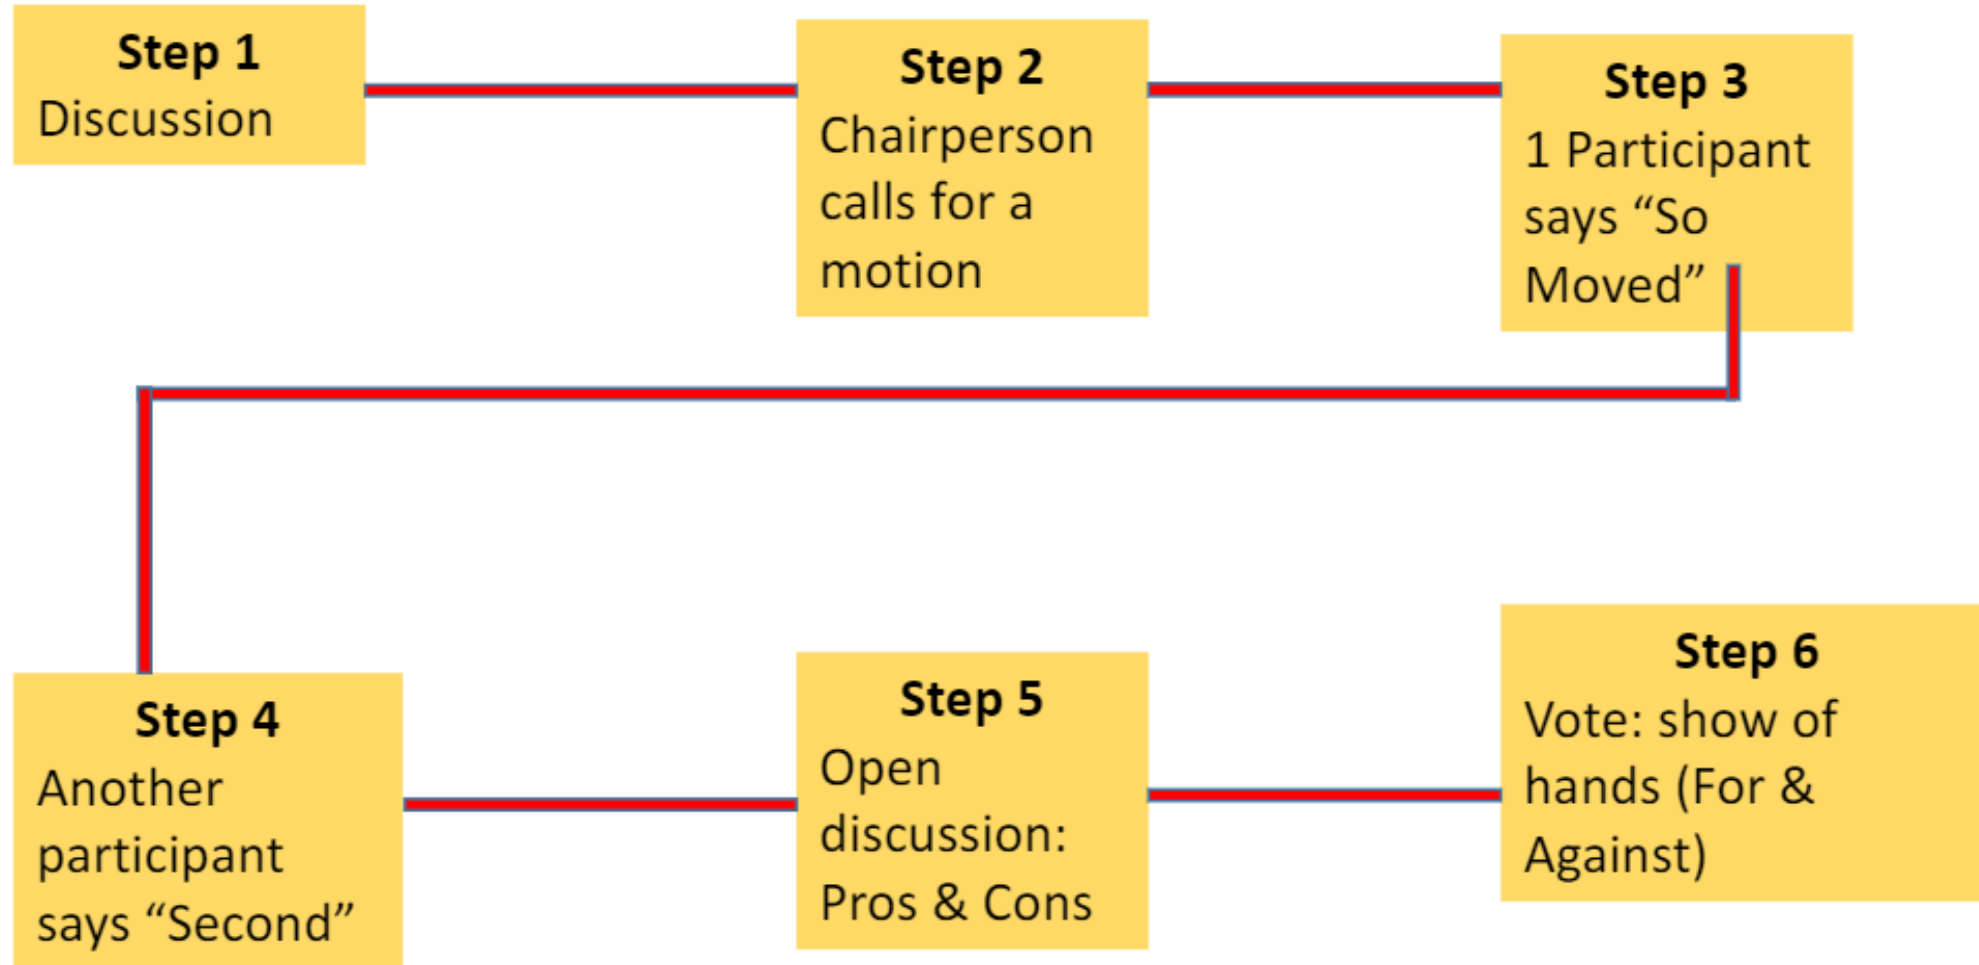 Step 1
Discussion
Step 2
Chairperson
calls for a
motion
Step 3
1 Participant
says “So
Moved”
Step 4
Another
participant
says “Second”
Step 5
Open
discussion:
Pros & Cons
Step 6
Vote: show of
hands (For &
Against)